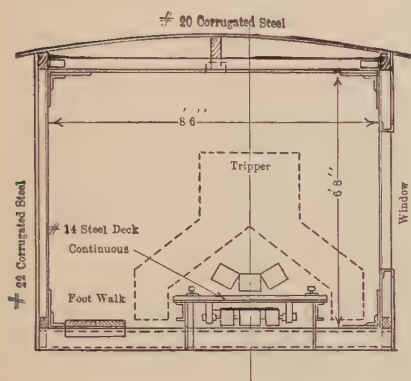 # 20 Corrugated Steel
8'6"
Tripper
6'8"
Window
# 22 Corrugated Steel
# 14 Steel Deck
Continuous
Foot Walk